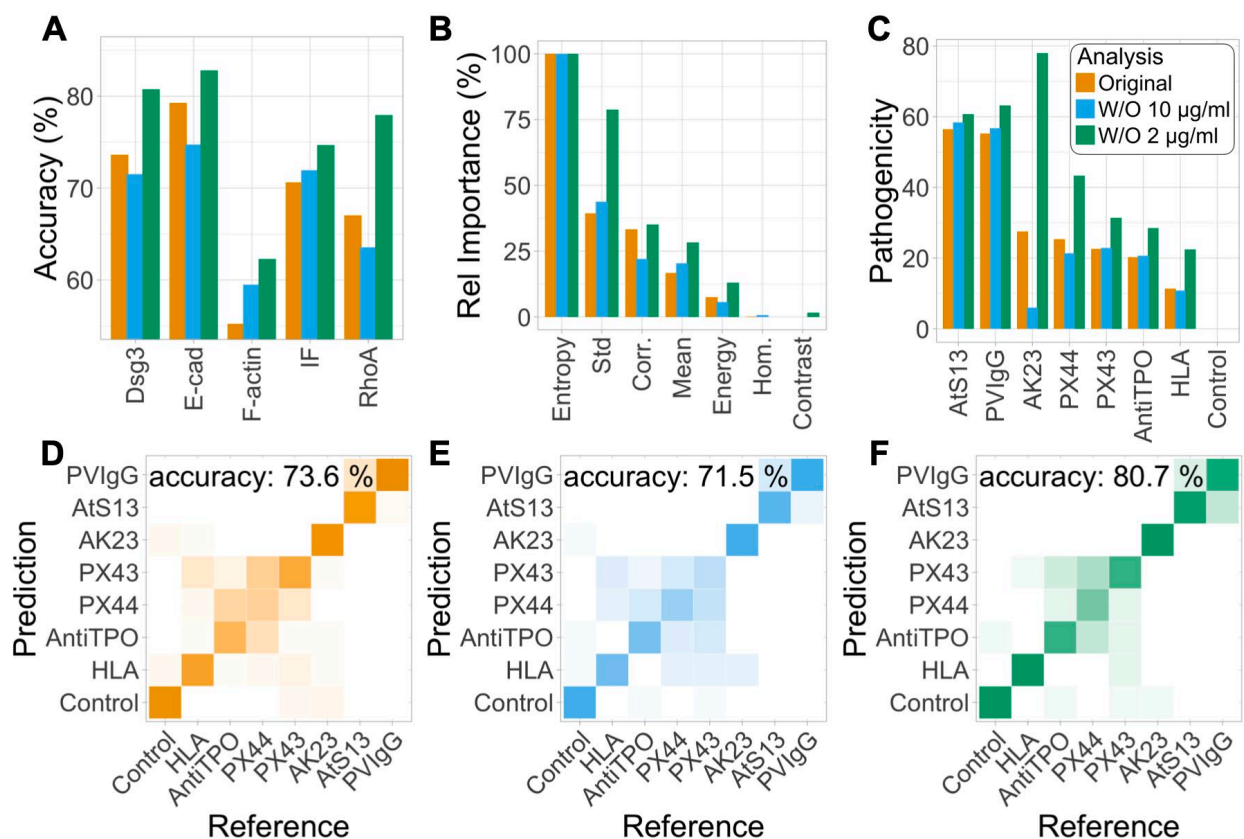 A
Accuracy (%)
80
70
60
Dsg3
E-cad
F-actin
IF
RhoA
B
Rel Importance (%)
100
75
50
25
0
Entropy
Std
Corr.
Mean
Energy
Hom.
Contrast
C
Pathogenicity
80
60
40
20
0
Analysis
Original
W/O 10 μg/ml
W/O 2 μg/ml
AtS13
PVIgG
AK23
PX44
PX43
AntiTPO
HLA
Control
D
Prediction
accuracy: 73.6 %
PVIgG
AtS13
AK23
PX43
PX44
AntiTPO
HLA
Control
Control
HLA
AntiTPO
PX44
PX43
AK23
AtS13
PVIgG
Reference
E
Prediction
accuracy: 71.5 %
PVIgG
AtS13
AK23
PX43
PX44
AntiTPO
HLA
Control
Control
HLA
AntiTPO
PX44
PX43
AK23
AtS13
PVIgG
Reference
F
Prediction
accuracy: 80.7 %
PVIgG
AtS13
AK23
PX43
PX44
AntiTPO
HLA
Control
Control
HLA
AntiTPO
PX44
PX43
AK23
AtS13
PVIgG
Reference